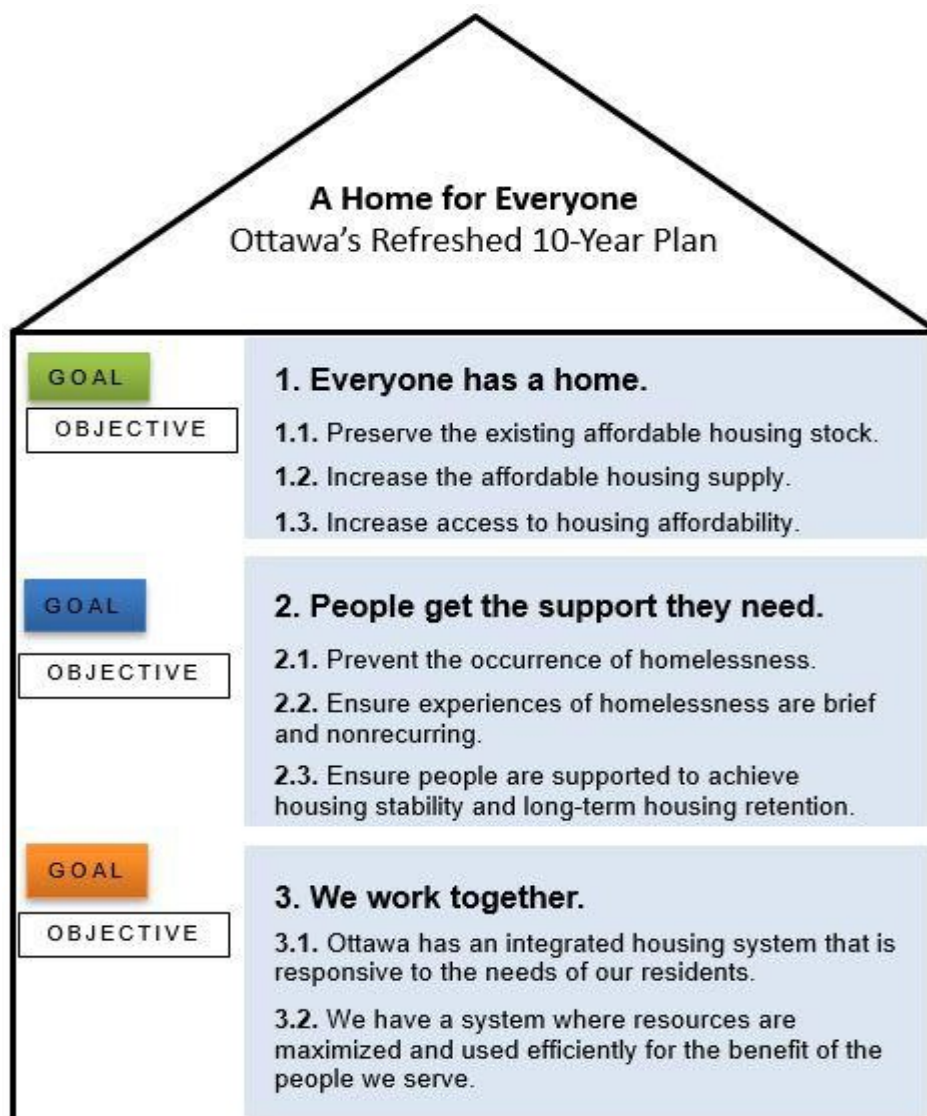 A Home for Everyone
Ottawa’s Refreshed 10-Year Plan
GOAL
1. Everyone has a home.
OBJECTIVE
1.1. Preserve the existing affordable housing stock.
1.2. Increase the affordable housing supply.
1.3. Increase access to housing affordability.
GOAL
2. People get the support they need.
OBJECTIVE
2.1. Prevent the occurrence of homelessness.
2.2. Ensure experiences of homelessness are brief
and nonrecurring.
2.3. Ensure people are supported to achieve
housing stability and long-term housing retention.
GOAL
3. We work together.
OBJECTIVE
3.1. Ottawa has an integrated housing system that is
responsive to the needs of our residents.
3.2. We have a system where resources are
maximized and used efficiently for the benefit of the
people we serve.